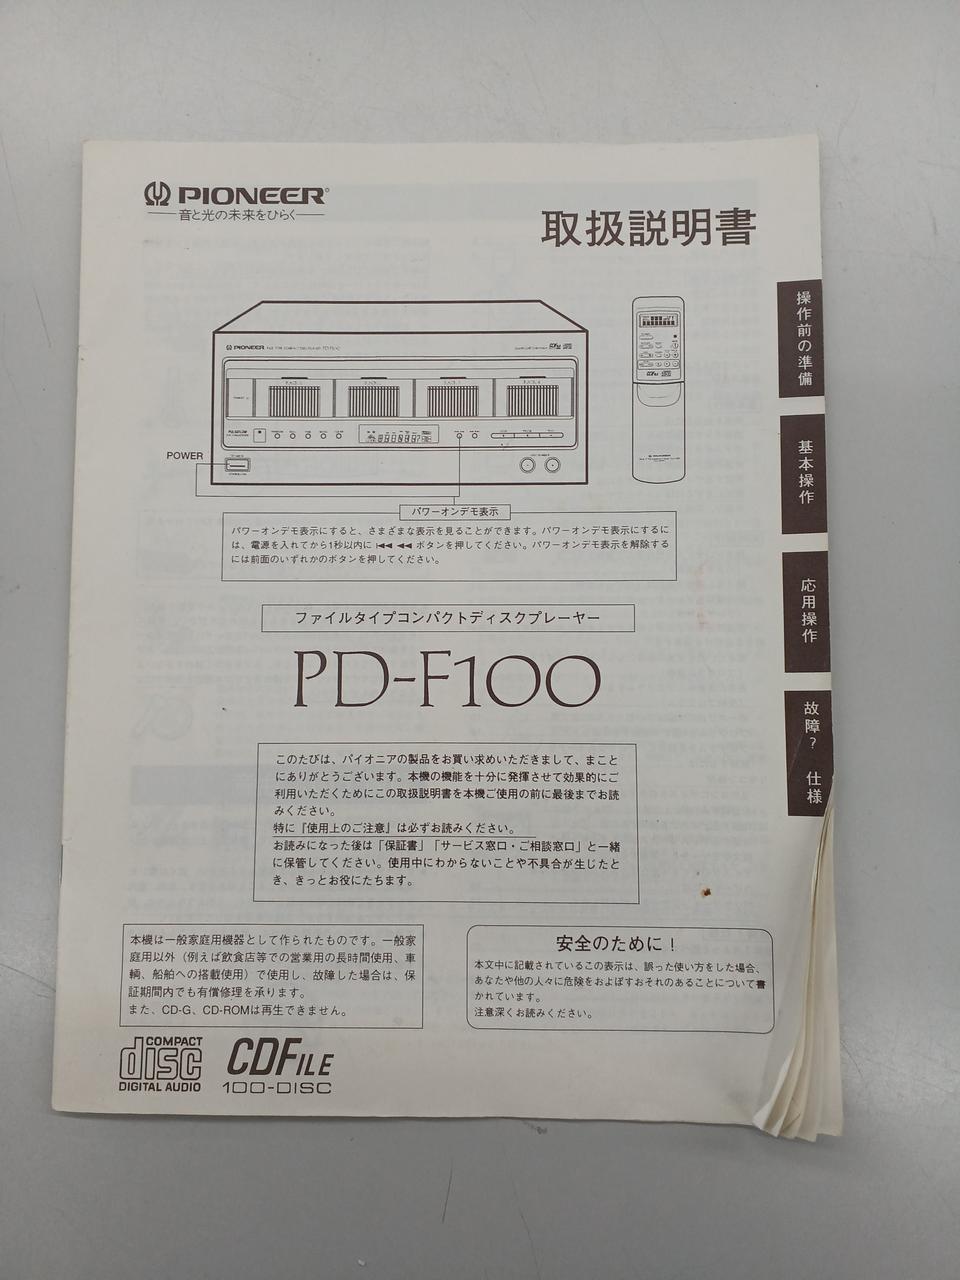 PIONEER
音と光の未来をひらく
取扱説明書
操作前の準備
基本操作
応用操作
故障? 仕様
PIONEER
POWER
パワーオンデモ表示
パワーオンデモ表示にすると、さまざまな表示を見ることができます。パワーオンデモ表示にするに
は、電源を入れてから1秒以内に ⏮ ◀◀ ボタンを押してください。パワーオンデモ表示を解除する
には前面のいずれかのボタンを押してください。
ファイルタイプコンパクトディスクプレーヤー
PD-F100
このたびは、パイオニアの製品をお買い求めいただきまして、まこと
にありがとうございます。本機の機能を十分に発揮させて効果的にご
利用いただくためにこの取扱説明書を本機ご使用の前に最後までお読
みください。
特に『使用上のご注意』は必ずお読みください。
お読みになった後は「保証書」「サービス窓口・ご相談窓口」と一緒
に保管してください。使用中にわからないことや不具合が生じたと
き、きっとお役にたちます。
本機は一般家庭用機器として作られたものです。一般家
庭用以外（例えば飲食店等での営業用の長時間使用、車
輌、船舶への搭載使用）で使用し、故障した場合は、保
証期間内でも有償修理を承ります。
また、CD-G、CD-ROMは再生できません。
安全のために！
本文中に記載されているこの表示は、誤った使い方をした場合、
あなたや他の人々に危険をおよぼすおそれのあることについて書
かれています。
注意深くお読みください。
COMPACT
disc
DIGITAL AUDIO
CDFILE
100-DISC